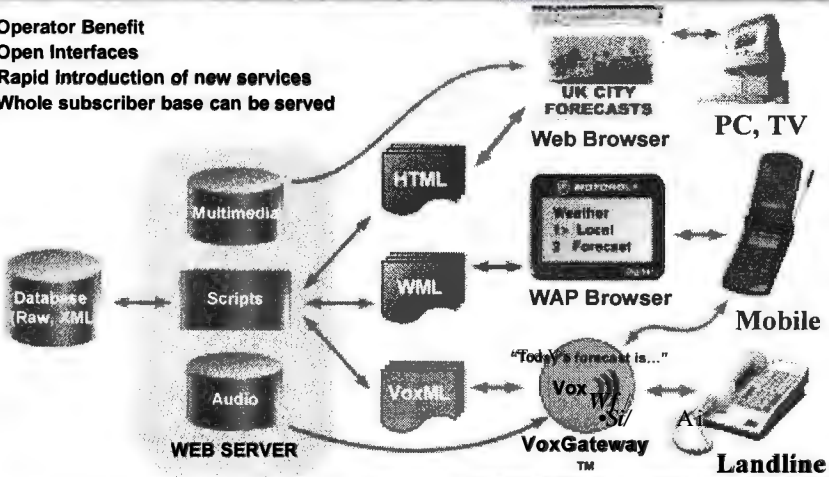 Operator Benefit
Open Interfaces
Rapid Introduction of new services
Whole subscriber base can be served
UK CITY
FORECASTS
Web Browser
PC, TV
Multimedia
HTML
MOTOROLA
Weather
1> Local
2 Forecast
WAP Browser
Mobile
Database
(Raw, XML
Scripts
WML
"Today's forecast is..."
Audio
VoxML
Vox
VoxGateway
TM
WEB SERVER
Landline